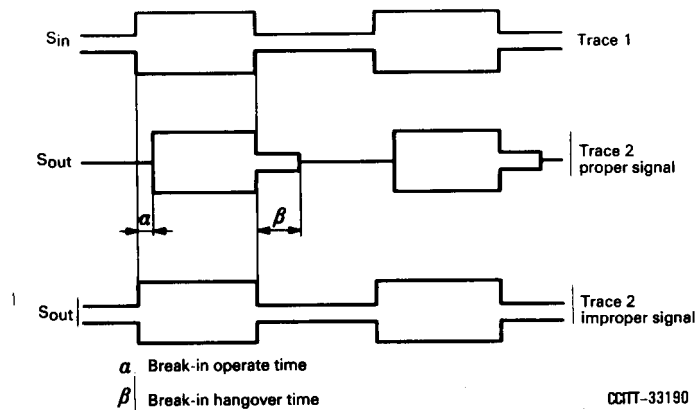 Sin
Trace 1
Sout
Trace 2
proper signal
α
β
Sout
Trace 2
improper signal
α Break-in operate time
β Break-in hangover time
CCITT-33190